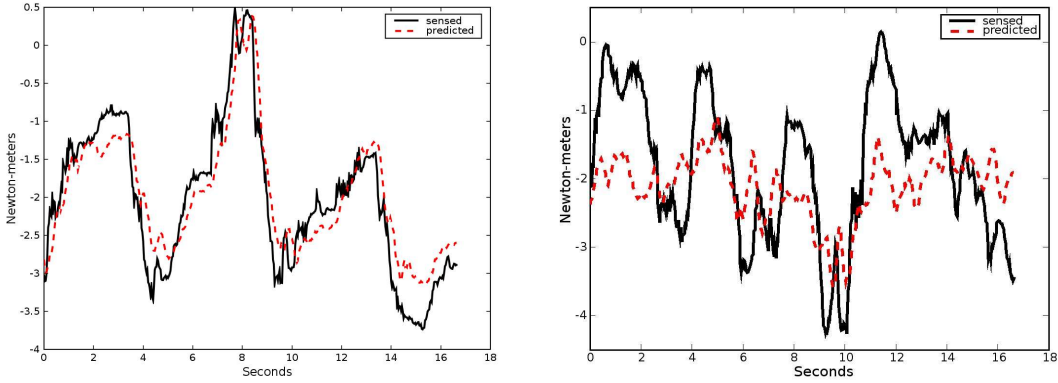 0.5
0
-0.5
-1
-1.5
-2
-2.5
-3
-3.5
-4
Newton-meters
0 2 4 6 8 10 12 14 16 18
Seconds
sensed
predicted
0
-1
-2
-3
-4
Newton-meters
0 2 4 6 8 10 12 14 16 18
Seconds
sensed
predicted